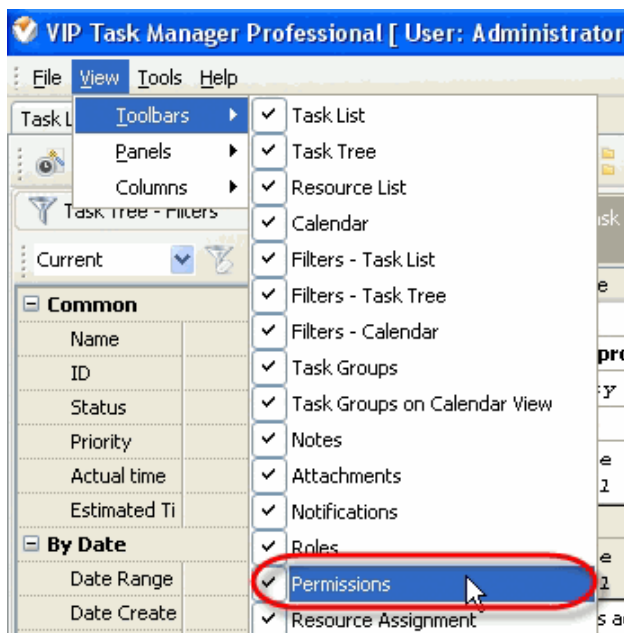 VIP Task Manager Professional [ User: Administrator
File View Tools Help
Task L
Toolbars
Panels
Columns
Task Tree - Filters
Current
Common
Name
ID
Status
Priority
Actual time
Estimated Ti
By Date
Date Range
Date Create
Task List
Task Tree
Resource List
Calendar
Filters - Task List
Filters - Task Tree
Filters - Calendar
Task Groups
Task Groups on Calendar View
Notes
Attachments
Notifications
Roles
Permissions
Resource Assignment